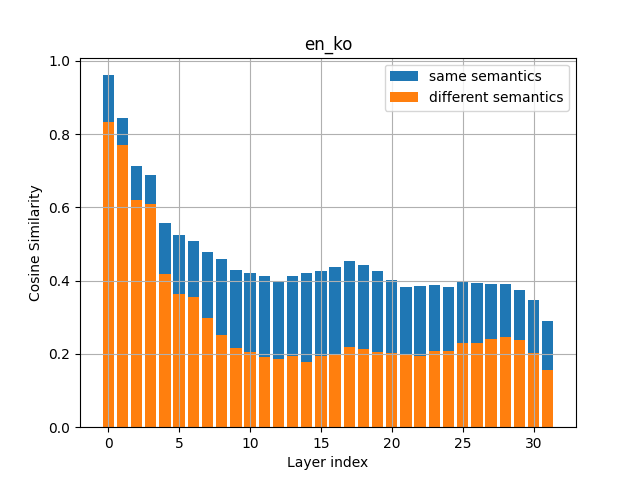 en_ko
same semantics
different semantics
Cosine Similarity
1.0
0.8
0.6
0.4
0.2
0.0
0 5 10 15 20 25 30
Layer index